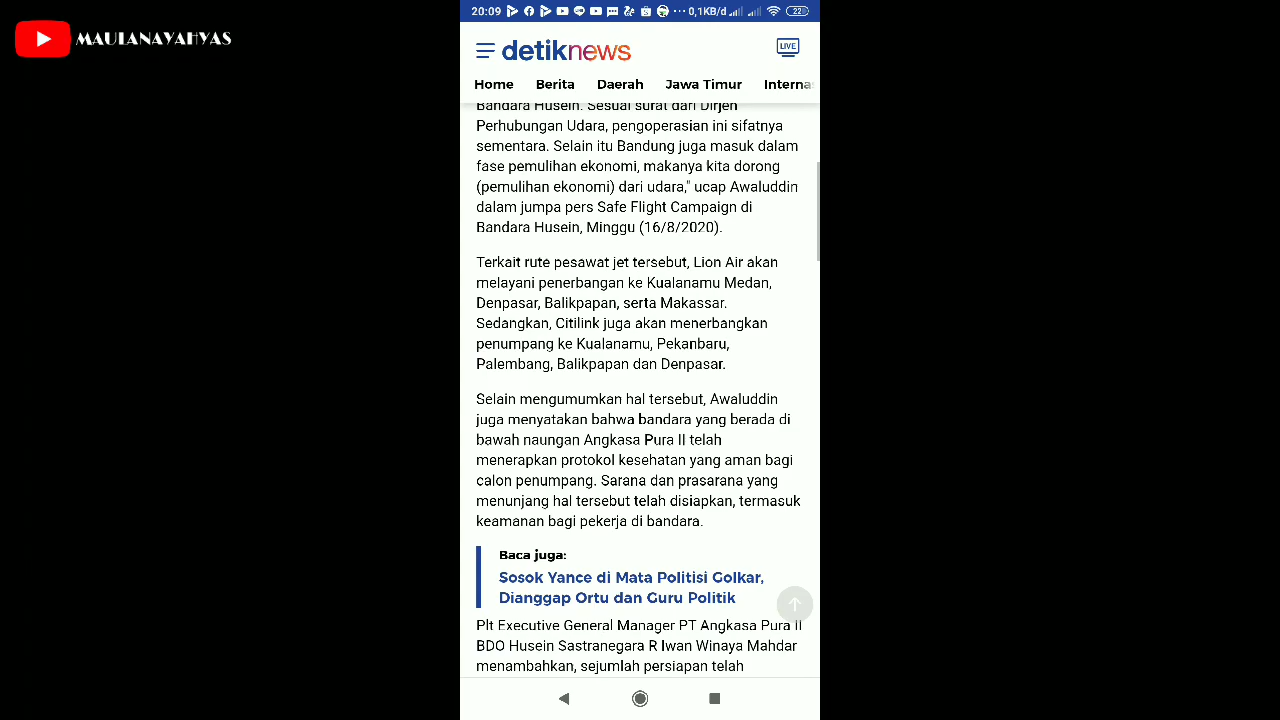 MAULANAYAHYAS
20:09 0,1KB/d 22
detiknews LIVE
Home Berita Daerah Jawa Timur Interna
Bandara Husein. Sesuai surat dari Dirjen
Perhubungan Udara, pengoperasian ini sifatnya
sementara. Selain itu Bandung juga masuk dalam
fase pemulihan ekonomi, makanya kita dorong
(pemulihan ekonomi) dari udara," ucap Awaluddin
dalam jumpa pers Safe Flight Campaign di
Bandara Husein, Minggu (16/8/2020).
Terkait rute pesawat jet tersebut, Lion Air akan
melayani penerbangan ke Kualanamu Medan,
Denpasar, Balikpapan, serta Makassar.
Sedangkan, Citilink juga akan menerbangkan
penumpang ke Kualanamu, Pekanbaru,
Palembang, Balikpapan dan Denpasar.
Selain mengumumkan hal tersebut, Awaluddin
juga menyatakan bahwa bandara yang berada di
bawah naungan Angkasa Pura II telah
menerapkan protokol kesehatan yang aman bagi
calon penumpang. Sarana dan prasarana yang
menunjang hal tersebut telah disiapkan, termasuk
keamanan bagi pekerja di bandara.
Baca juga:
Sosok Yance di Mata Politisi Golkar,
Dianggap Ortu dan Guru Politik
Plt Executive General Manager PT Angkasa Pura II
BDO Husein Sastranegara R Iwan Winaya Mahdar
menambahkan, sejumlah persiapan telah